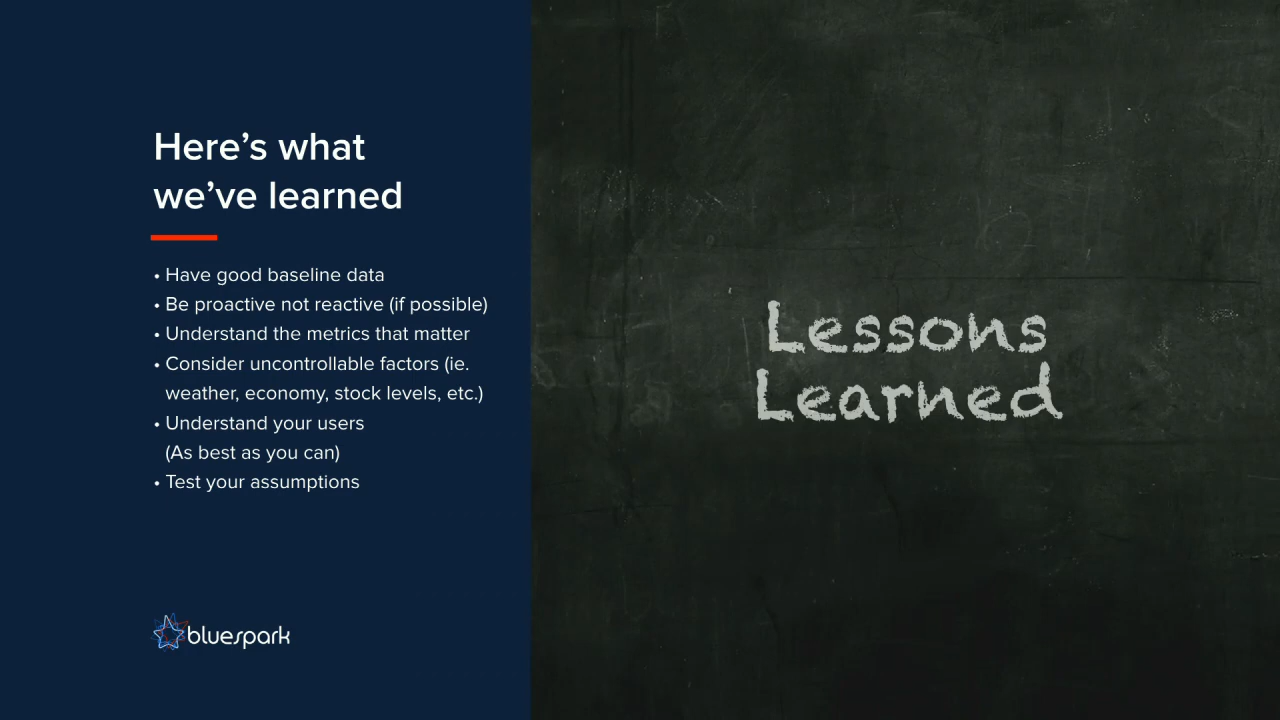 Here’s what
we’ve learned
• Have good baseline data
• Be proactive not reactive (if possible)
• Understand the metrics that matter
• Consider uncontrollable factors (ie.
weather, economy, stock levels, etc.)
• Understand your users
(As best as you can)
• Test your assumptions
bluespark
Lessons
Learned